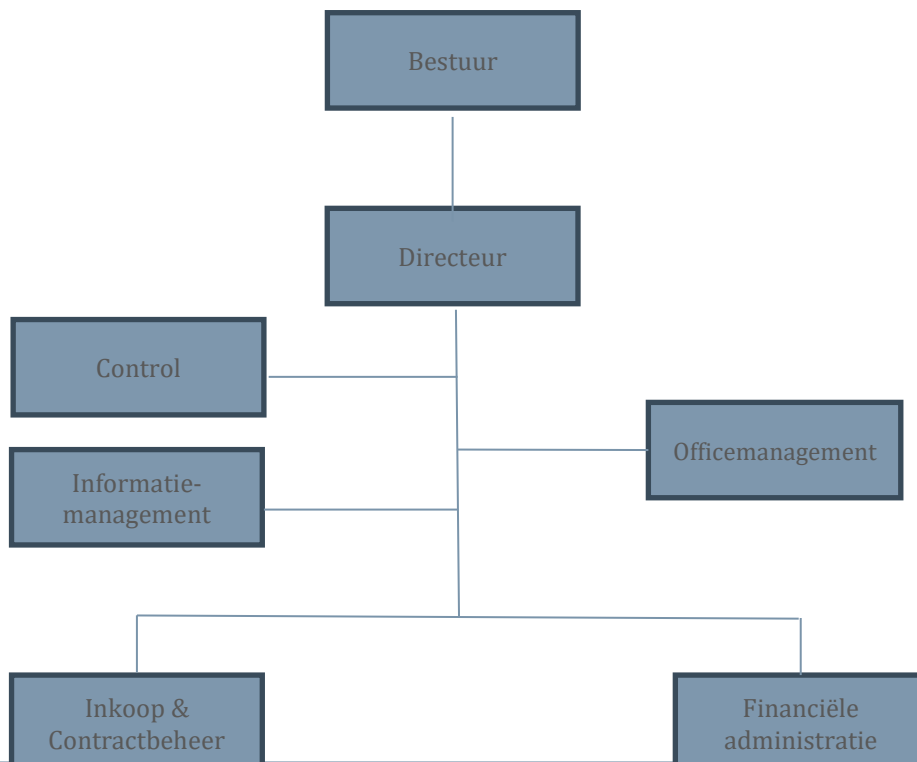 Bestuur
Directeur
Control
Officemanagement
Informatie-
management
Inkoop &
Contractbeheer
Financiële
administratie